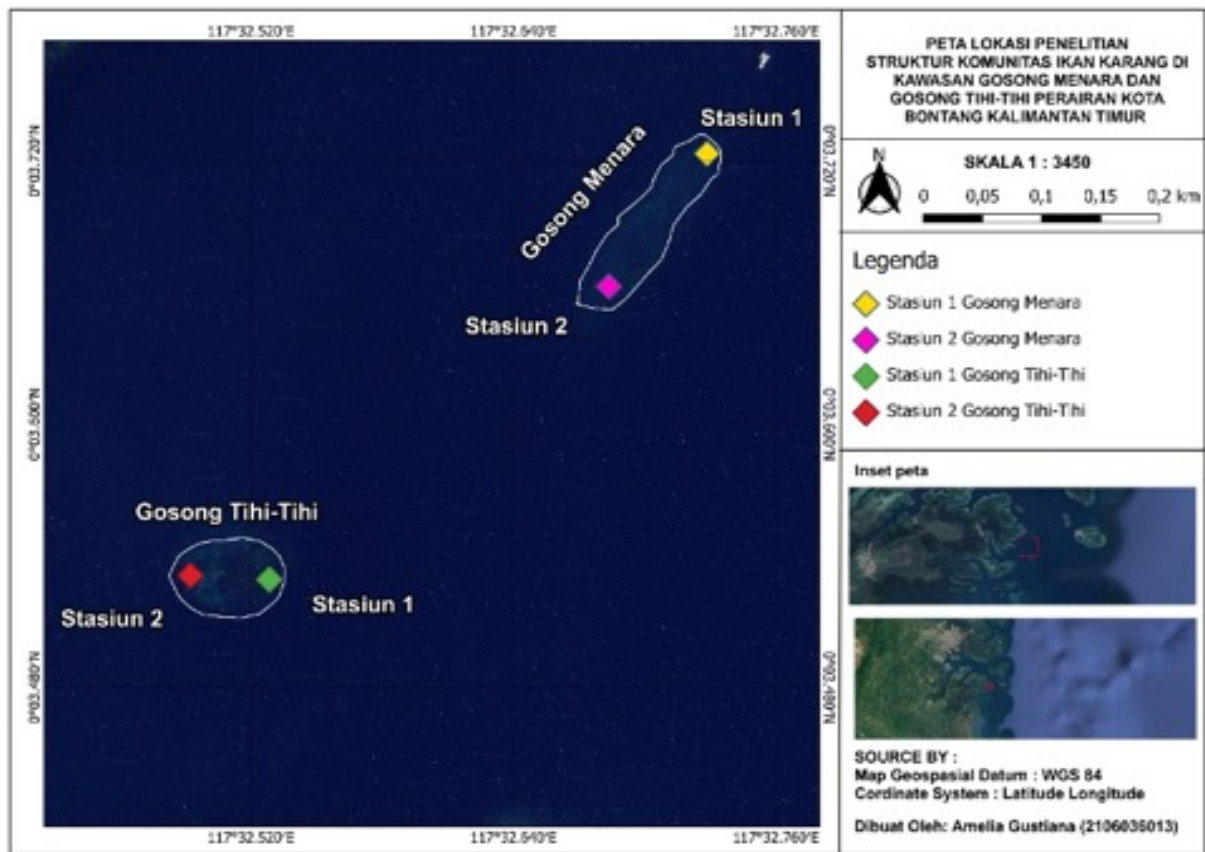 117°32.520'E 117°32.640'E 117°32.760'E
0°03.720'N
0°03.600'N
0°03.480'N
Stasiun 1
Gosong Menara
Stasiun 2
Gosong Tihi-Tihi
Stasiun 2
Stasiun 1
0°03.720'N
0°03.600'N
0°03.480'N
117°32.520'E 117°32.640'E 117°32.760'E
PETA LOKASI PENELITIAN
STRUKTUR KOMUNITAS IKAN KARANG DI
KAWASAN GOSONG MENARA DAN
GOSONG TIHI-TIHI PERAIRAN KOTA
BONTANG KALIMANTAN TIMUR
N
SKALA 1 : 3450
0 0,05 0,1 0,15 0,2 km
Legenda
Stasiun 1 Gosong Menara
Stasiun 2 Gosong Menara
Stasiun 1 Gosong Tihi-Tihi
Stasiun 2 Gosong Tihi-Tihi
Inset peta
SOURCE BY :
Map Geospasial Datum : WGS 84
Cordinate System : Latitude Longitude
Dibuat Oleh: Amelia Gustiana (2106036013)